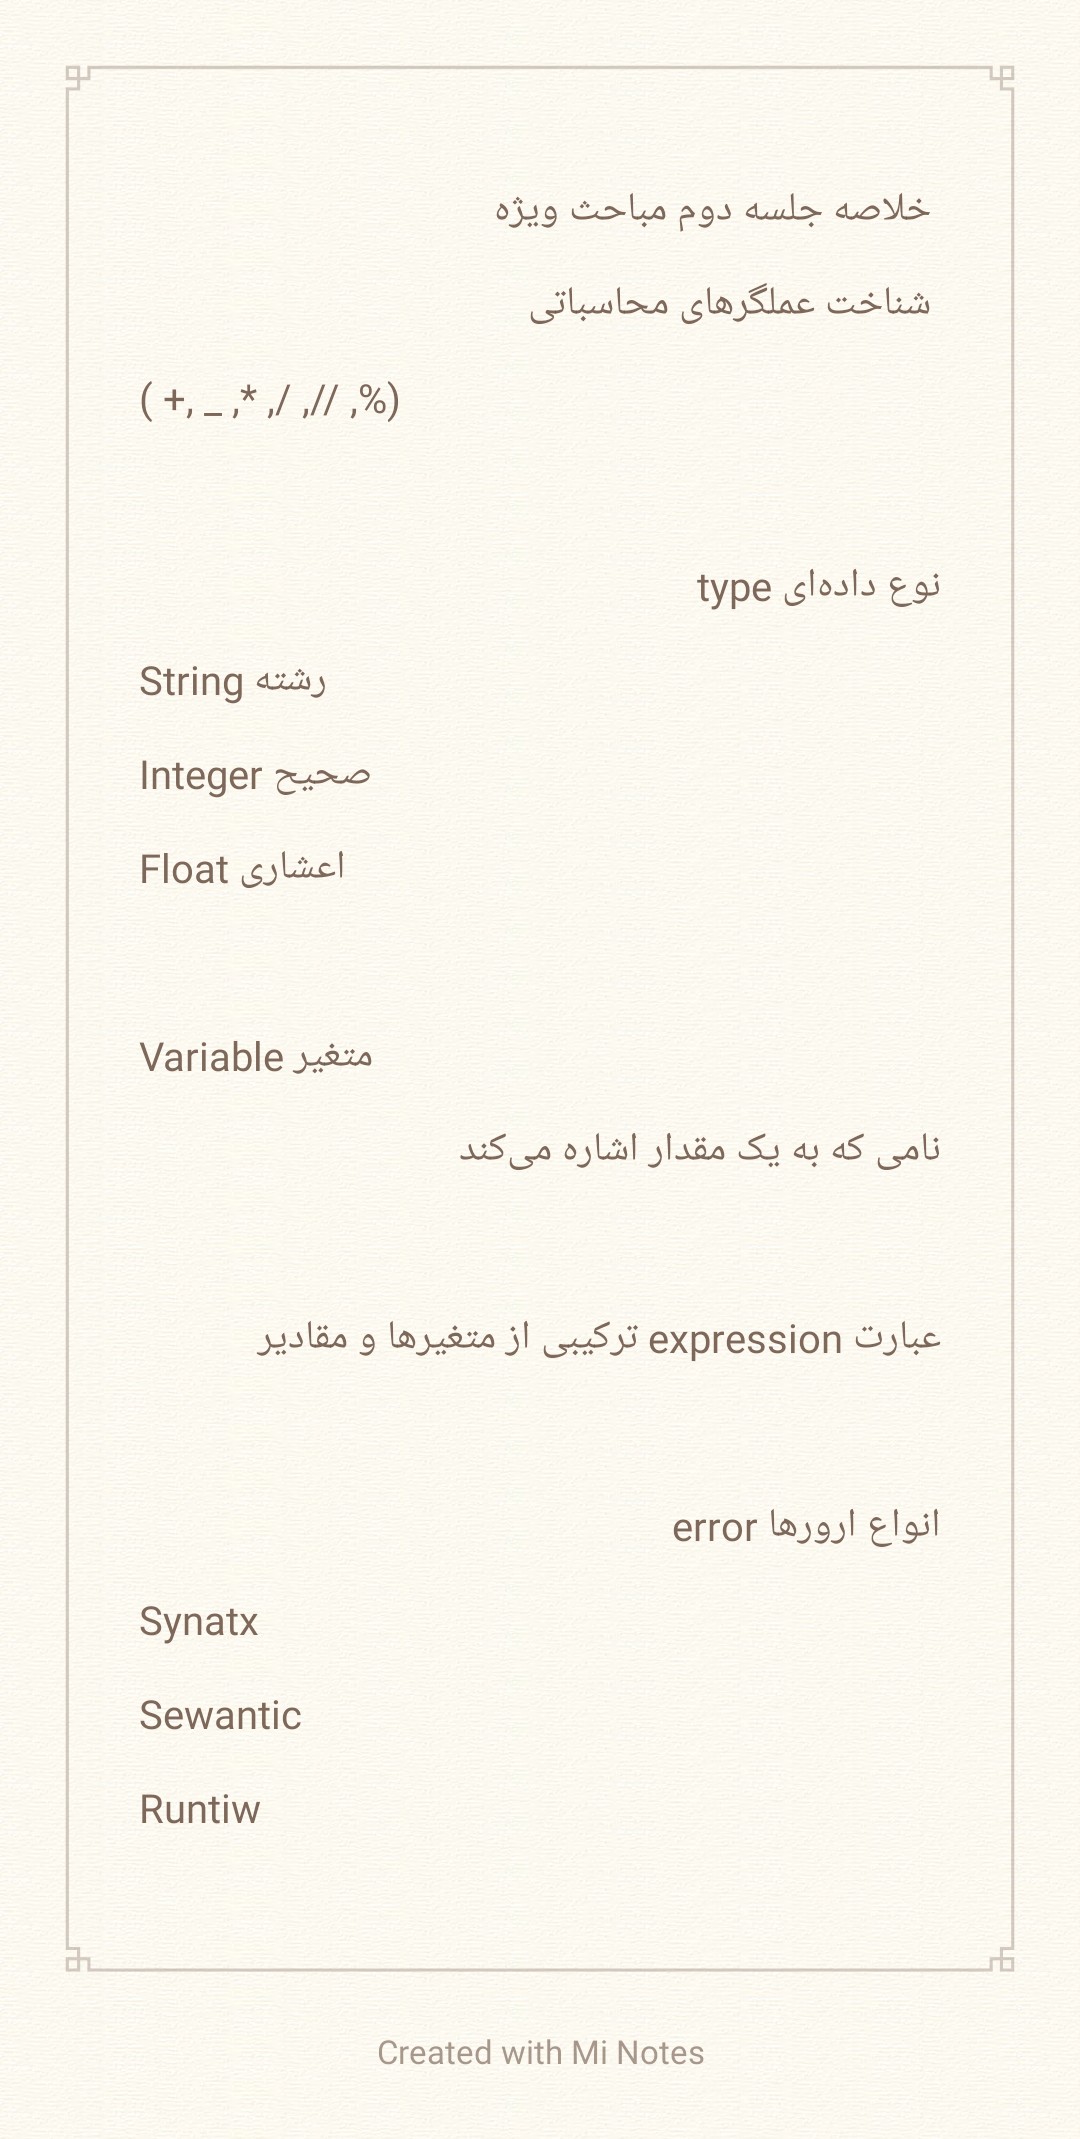 خلاصه جلسه دوم مباحث ویژه
شناخت عملگرهای محاسباتی
( +, _ ,* ,/ ,// ,%)
نوع داده‌ای type
String رشته
Integer صحیح
Float اعشاری
Variable متغیر
نامی که به یک مقدار اشاره می‌کند
عبارت expression ترکیبی از متغیرها و مقادیر
انواع ارورها error
Synatx
Sewantic
Runtiw
Created with Mi Notes